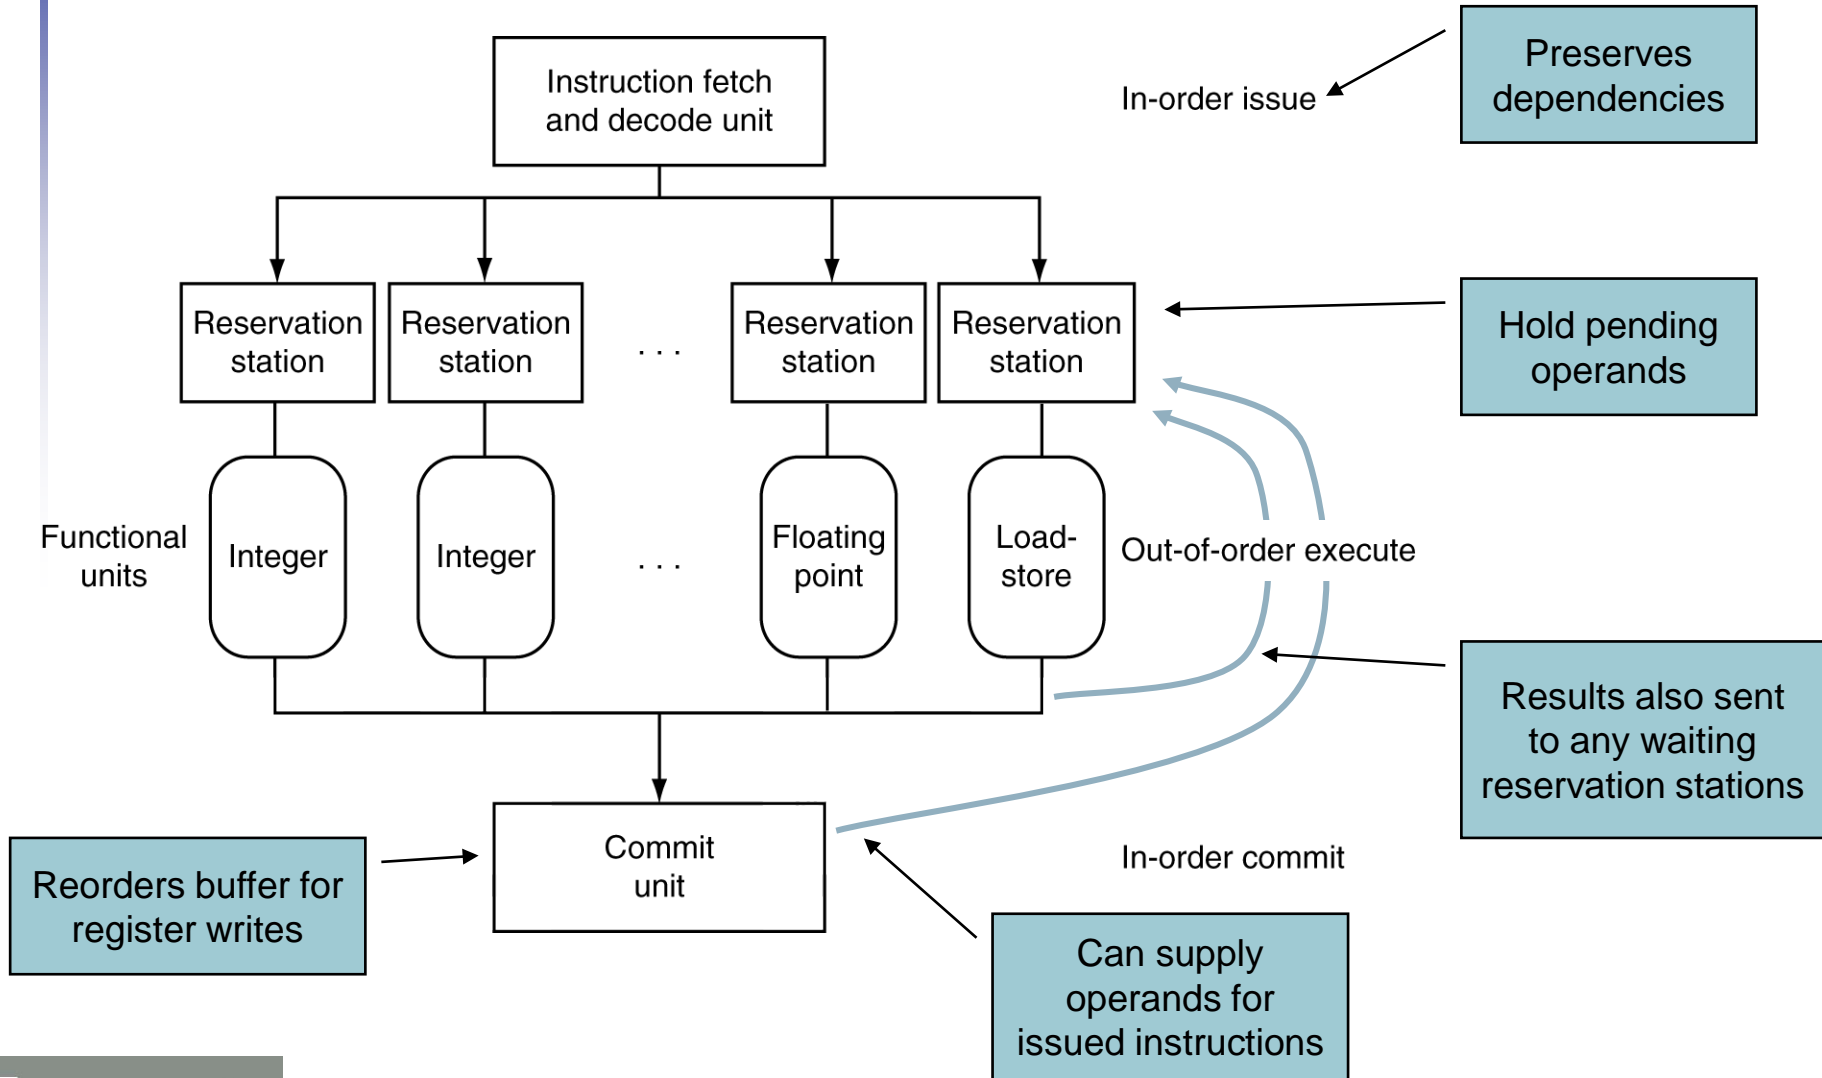 Preserves
dependencies
Instruction fetch
and decode unit
In-order issue
Reservation
station
Reservation
station
. . .
Reservation
station
Reservation
station
Hold pending
operands
Functional
units
Integer
Integer
. . .
Floating
point
Load-
store
Out-of-order execute
Results also sent
to any waiting
reservation stations
Commit
unit
In-order commit
Reorders buffer for
register writes
Can supply
operands for
issued instructions